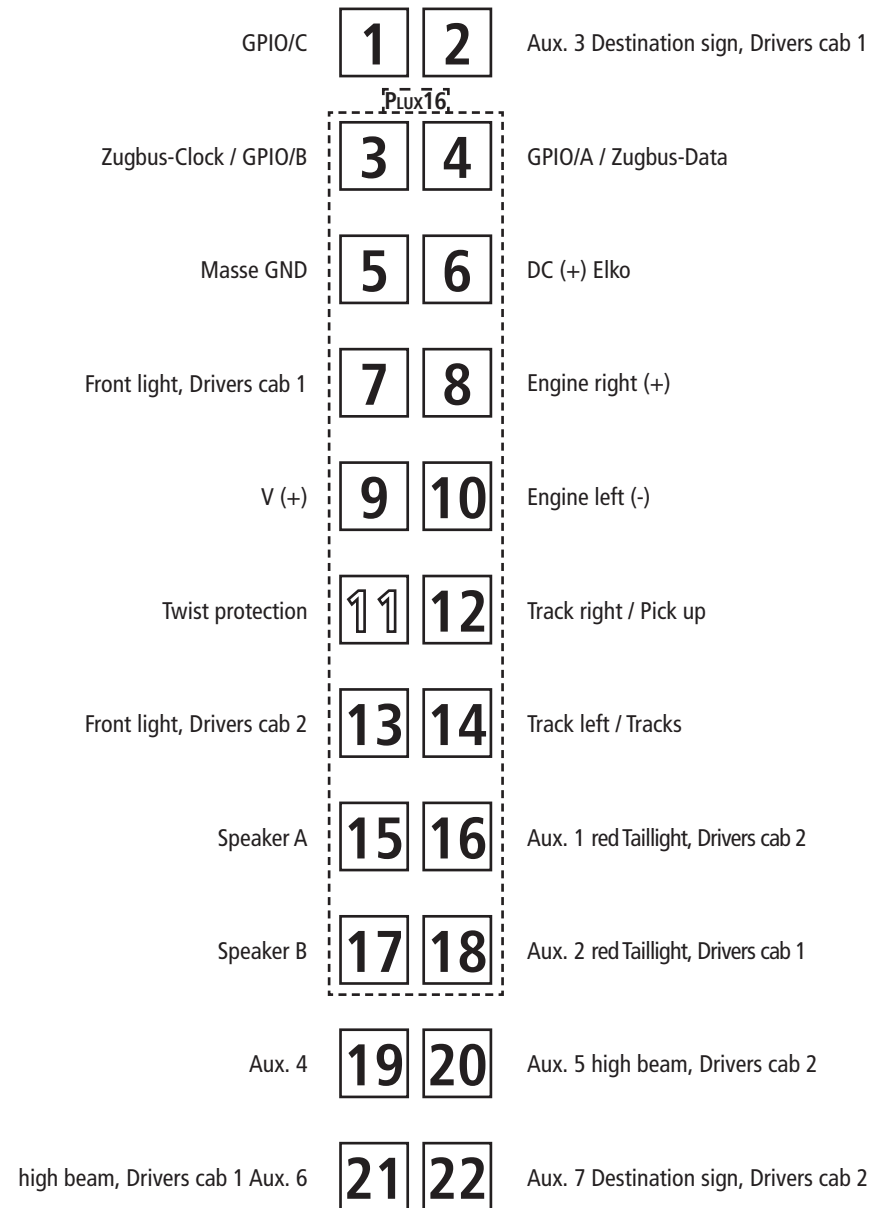 GPIO/C 1 2 Aux. 3 Destination sign, Drivers cab 1
PLUX16
Zugbus-Clock / GPIO/B 3 4 GPIO/A / Zugbus-Data
Masse GND 5 6 DC (+) Elko
Front light, Drivers cab 1 7 8 Engine right (+)
V (+) 9 10 Engine left (-)
Twist protection 11 12 Track right / Pick up
Front light, Drivers cab 2 13 14 Track left / Tracks
Speaker A 15 16 Aux. 1 red Taillight, Drivers cab 2
Speaker B 17 18 Aux. 2 red Taillight, Drivers cab 1
Aux. 4 19 20 Aux. 5 high beam, Drivers cab 2
high beam, Drivers cab 1 Aux. 6 21 22 Aux. 7 Destination sign, Drivers cab 2